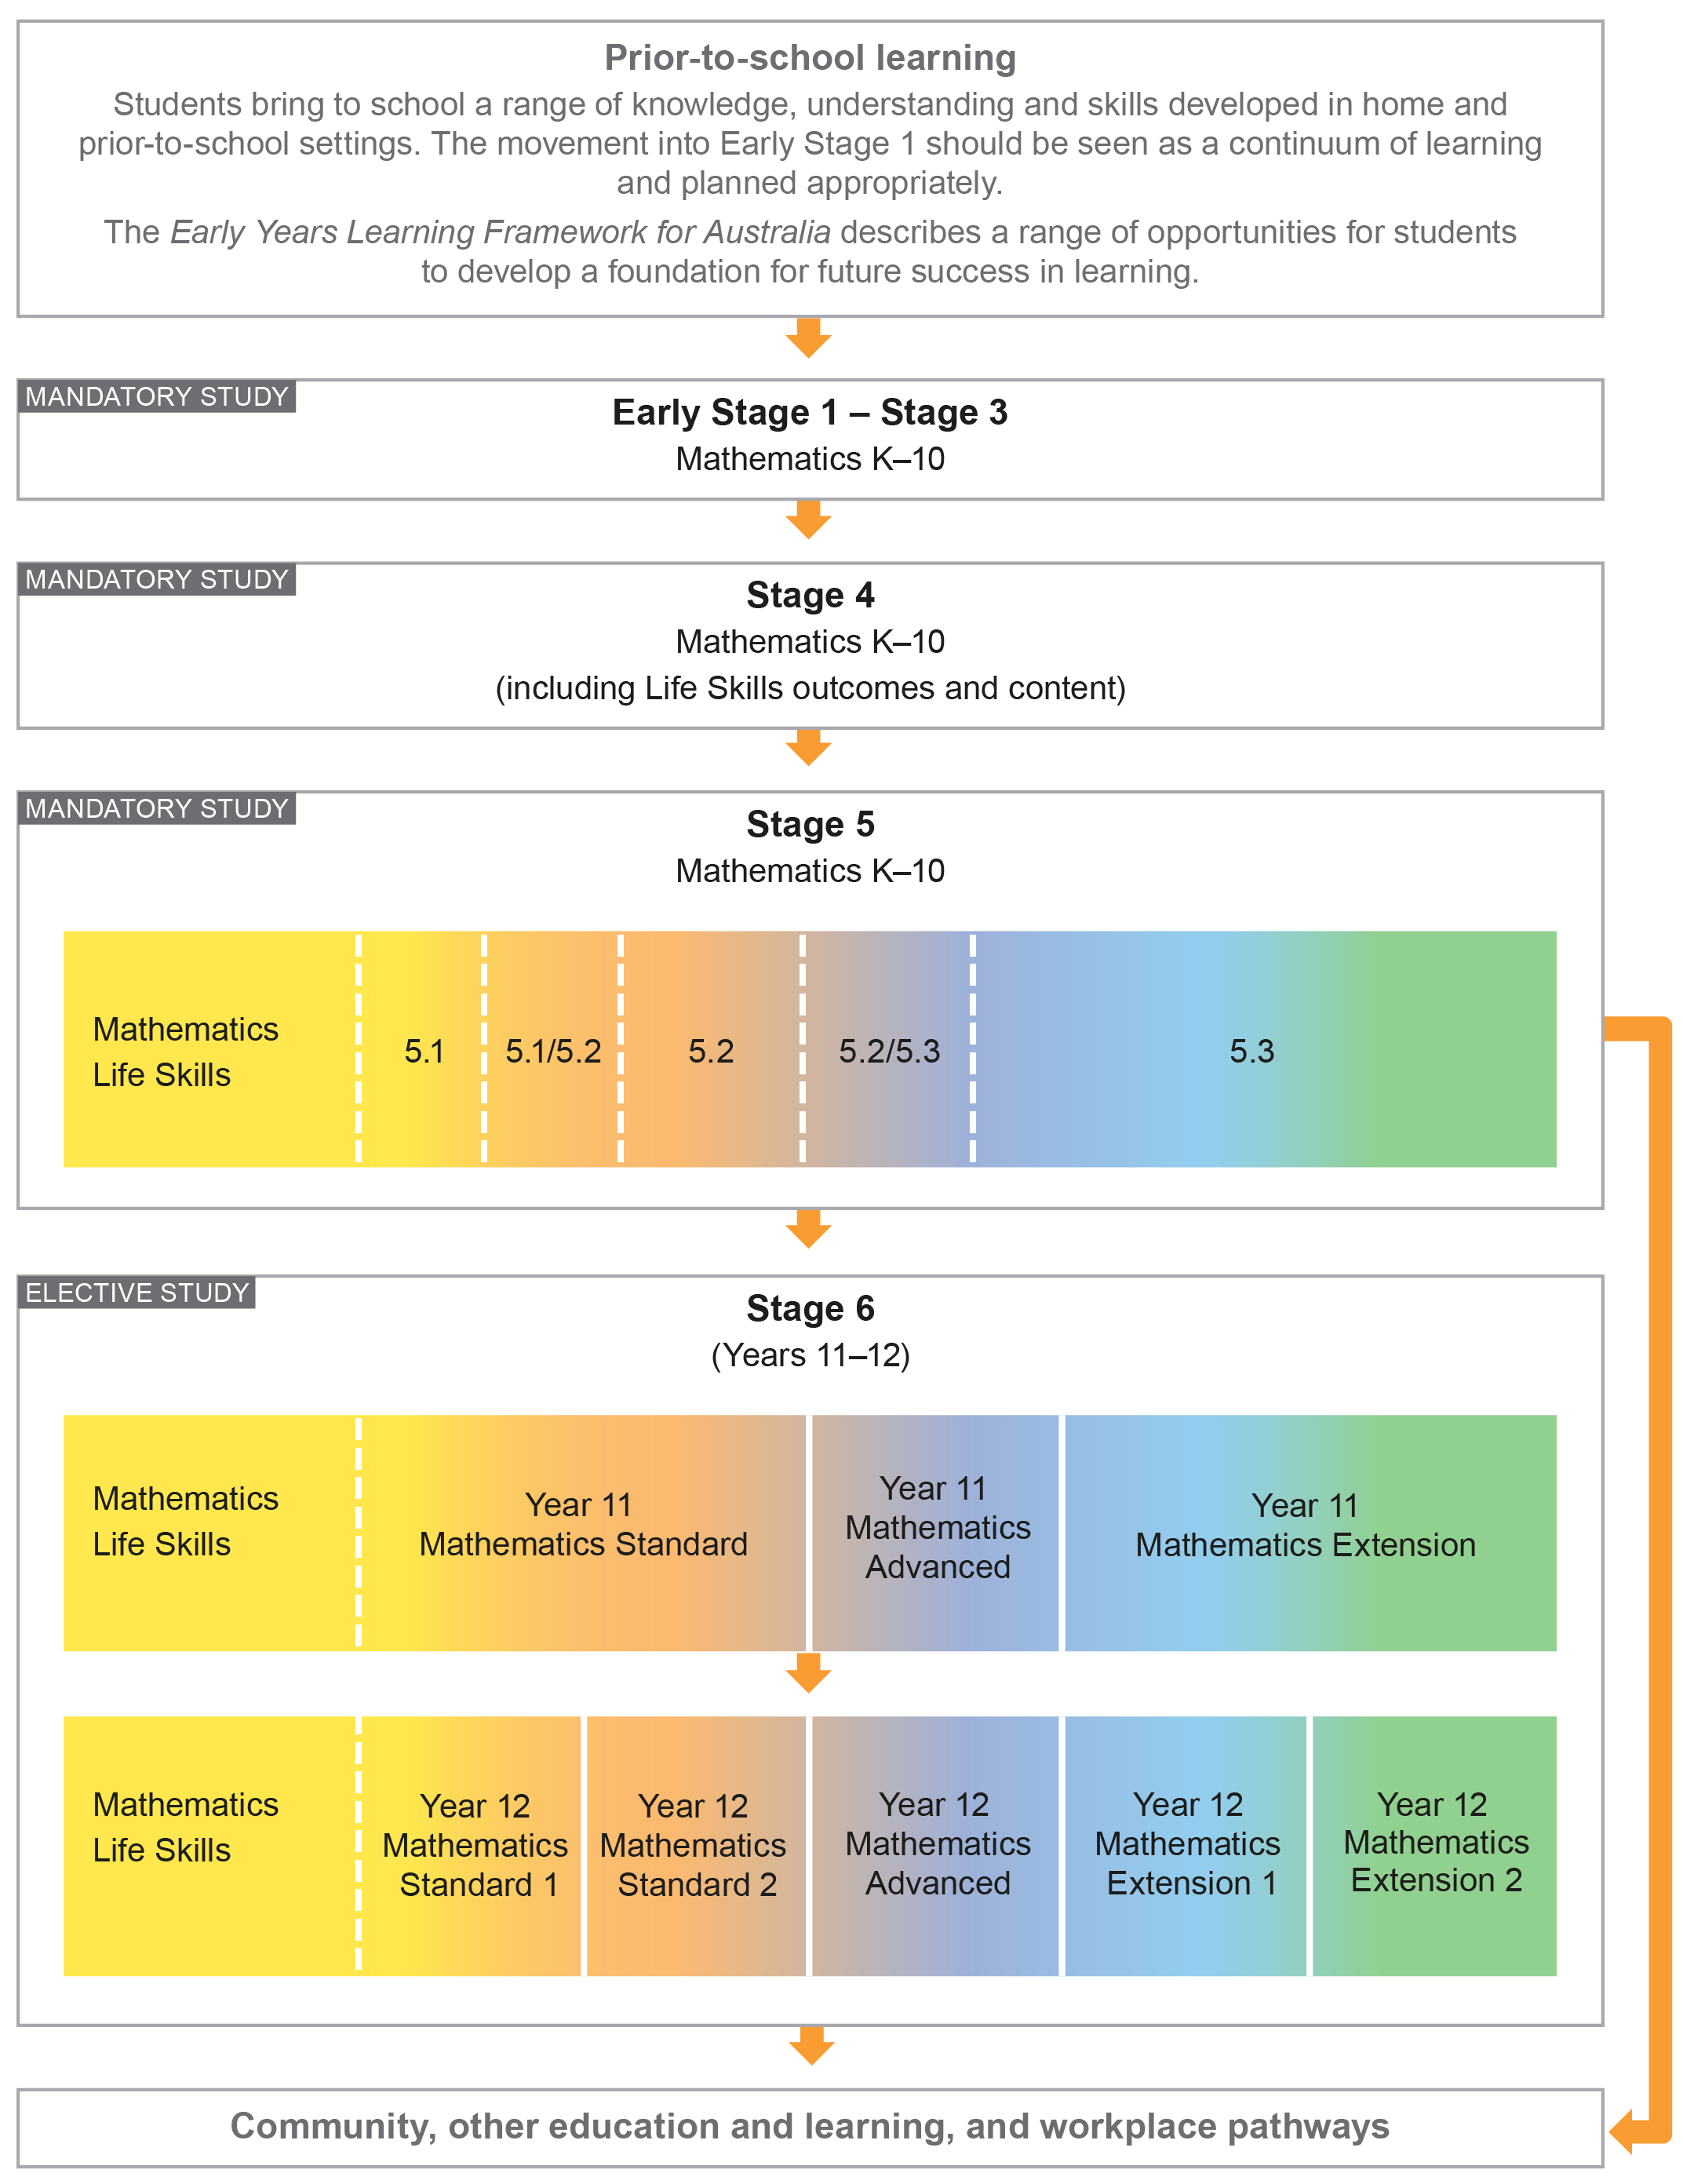 Prior-to-school learning
Students bring to school a range of knowledge, understanding and skills developed in home and
prior-to-school settings. The movement into Early Stage 1 should be seen as a continuum of learning
and planned appropriately.
The Early Years Learning Framework for Australia describes a range of opportunities for students
to develop a foundation for future success in learning.
MANDATORY STUDY
Early Stage 1 – Stage 3
Mathematics K–10
MANDATORY STUDY
Stage 4
Mathematics K–10
(including Life Skills outcomes and content)
MANDATORY STUDY
Stage 5
Mathematics K–10
Mathematics
Life Skills
5.1
5.1/5.2
5.2
5.2/5.3
5.3
ELECTIVE STUDY
Stage 6
(Years 11–12)
Mathematics
Life Skills
Year 11
Mathematics Standard
Year 11
Mathematics
Advanced
Year 11
Mathematics Extension
Mathematics
Life Skills
Year 12
Mathematics
Standard 1
Year 12
Mathematics
Standard 2
Year 12
Mathematics
Advanced
Year 12
Mathematics
Extension 1
Year 12
Mathematics
Extension 2
Community, other education and learning, and workplace pathways